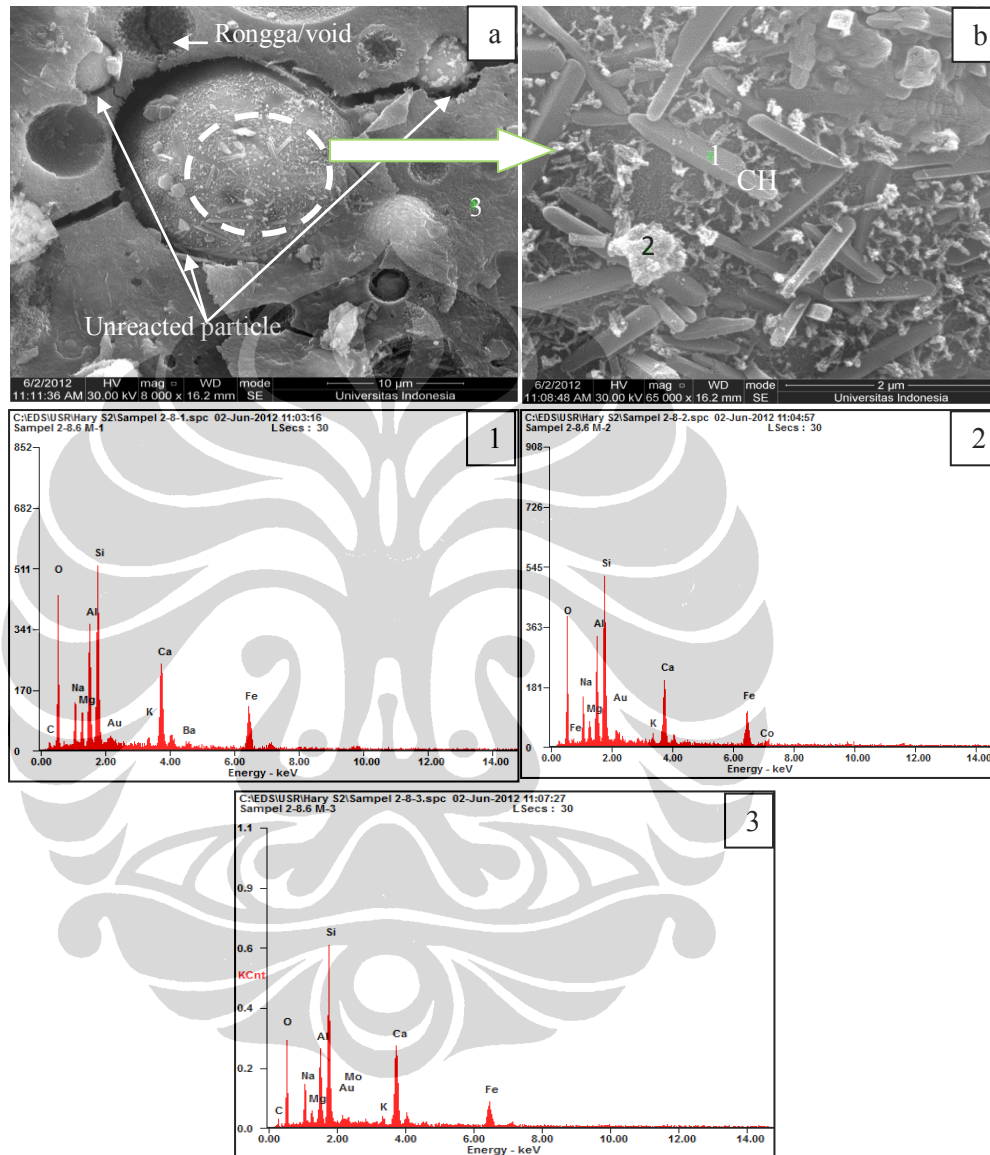 Rongga/void
a
3
Unreacted particle
6/2/2012 HV mag □ WD mode 10 µm
11:11:36 AM 30.00 kV 8 000 x 16.2 mm SE Universitas Indonesia
b
1
CH
2
6/2/2012 HV mag □ WD mode 2 µm
11:08:48 AM 30.00 kV 65 000 x 16.2 mm SE Universitas Indonesia
C:\EDS\USR\Hary S2\Sampel 2-8-1.spc 02-Jun-2012 11:03:16
Sampel 2-8.6 M-1 LSecs : 30
1
852
682
511
341
170
0
C O Na Mg Al Si Au K Ca Ba Fe
0.00 2.00 4.00 6.00 8.00 10.00 12.00 14.00
Energy - keV
C:\EDS\USR\Hary S2\Sampel 2-8-2.spc 02-Jun-2012 11:04:57
Sampel 2-8.6 M-2 LSecs : 30
2
908
726
545
363
181
0
O Fe Na Mg Al Si Au K Ca Fe Co
0.00 2.00 4.00 6.00 8.00 10.00 12.00 14.00
Energy - keV
C:\EDS\USR\Hary S2\Sampel 2-8-3.spc 02-Jun-2012 11:07:27
Sampel 2-8.6 M-3 LSecs : 30
3
1.1
0.9
0.6
KCnt
0.4
0.2
0.0
C O Na Mg Al Si Mo Au K Ca Fe
0.00 2.00 4.00 6.00 8.00 10.00 12.00 14.00
Energy - keV